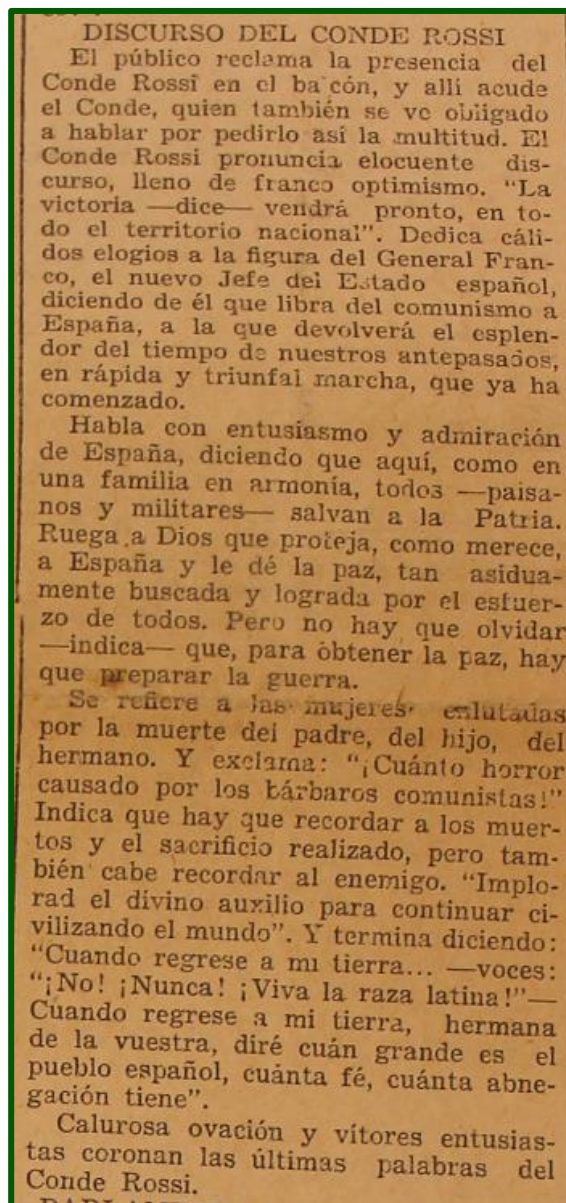 DISCURSO DEL CONDE ROSSI
El público reclama la presencia del
Conde Rossi en el ba cón, y allí acude
el Conde, quien también se ve obligado
a hablar por pedirlo así la multitud. El
Conde Rossi pronuncia elocuente dis-
curso, lleno de franco optimismo. “La
victoria —dice— vendrá pronto, en to-
do el territorio nacional”. Dedica cáli-
dos elogios a la figura del General Fran-
co, el nuevo Jefe del Estado español,
diciendo de él que libra del comunismo a
España, a la que devolverá el esplen-
dor del tiempo de nuestros antepasados,
en rápida y triunfal marcha, que ya ha
comenzado.
Habla con entusiasmo y admiración
de España, diciendo que aquí, como en
una familia en armonía, todos —paisa-
nos y militares— salvan a la Patria.
Ruega a Dios que proteja, como merece,
a España y le dé la paz, tan asidua-
mente buscada y lograda por el esfuer-
zo de todos. Pero no hay que olvidar
—indica— que, para obtener la paz, hay
que preparar la guerra.
Se refiere a las mujeres enlutadas
por la muerte del padre, del hijo, del
hermano. Y exclama: “¡Cuánto horror
causado por los bárbaros comunistas!”
Indica que hay que recordar a los muer-
tos y el sacrificio realizado, pero tam-
bién cabe recordar al enemigo. “Implo-
rad el divino auxilio para continuar ci-
vilizando el mundo”. Y termina diciendo:
“Cuando regrese a mi tierra... —voces:
“¡No! ¡Nunca! ¡Viva la raza latina!”—
Cuando regrese a mi tierra, hermana
de la vuestra, diré cuán grande es el
pueblo español, cuánta fé, cuánta abne-
gación tiene”.
Calurosa ovación y vítores entusias-
tas coronan las últimas palabras del
Conde Rossi.